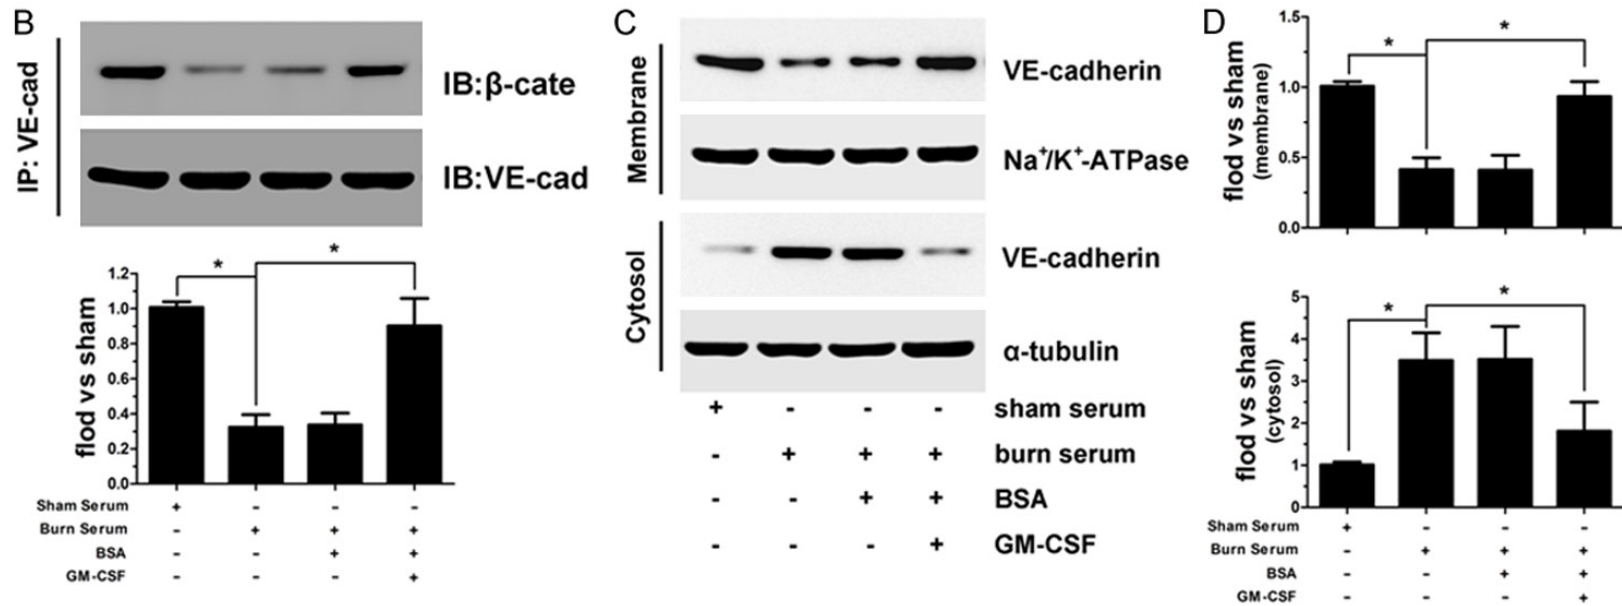 B
IP: VE-cad
IB:β-cate
IB:VE-cad
flod vs sham
* *
1.2
1.0
0.8
0.6
0.4
0.2
0.0
Sham Serum + - - -
Burn Serum - + + +
BSA - - + +
GM-CSF - - - +
C
Membrane
VE-cadherin
Na⁺/K⁺-ATPase
Cytosol
VE-cadherin
α-tubulin
+ - - - sham serum
- + + + burn serum
- - + + BSA
- - - + GM-CSF
D
flod vs sham
(membrane)
* *
1.5
1.0
0.5
0.0
flod vs sham
(cytosol)
* *
5
4
3
2
1
0
Sham Serum + - - -
Burn Serum - + + +
BSA - - + +
GM-CSF - - - +